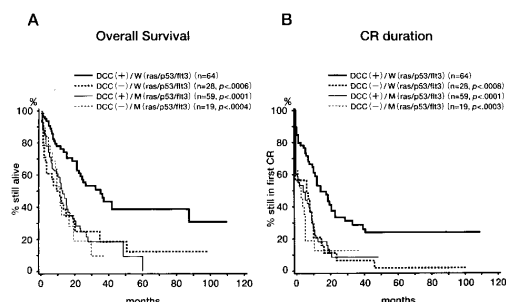 A
Overall Survival
DCC(+)/W(ras/p53/flt3) (n=64)
DCC(−)/W(ras/p53/flt3) (n=28, p<.0006)
DCC(+)/M(ras/p53/flt3) (n=59, p<.0001)
DCC(−)/M(ras/p53/flt3) (n=19, p<.0004)
%
100
80
60
40
20
0
% still alive
0 20 40 60 80 100 120
months
B
CR duration
DCC(+)/W(ras/p53/flt3) (n=64)
DCC(−)/W(ras/p53/flt3) (n=28, p<.0008)
DCC(+)/M(ras/p53/flt3) (n=59, p<.0001)
DCC(−)/M(ras/p53/flt3) (n=19, p<.0003)
%
100
80
60
40
20
0
% still in first CR
0 20 40 60 80 100 120
months